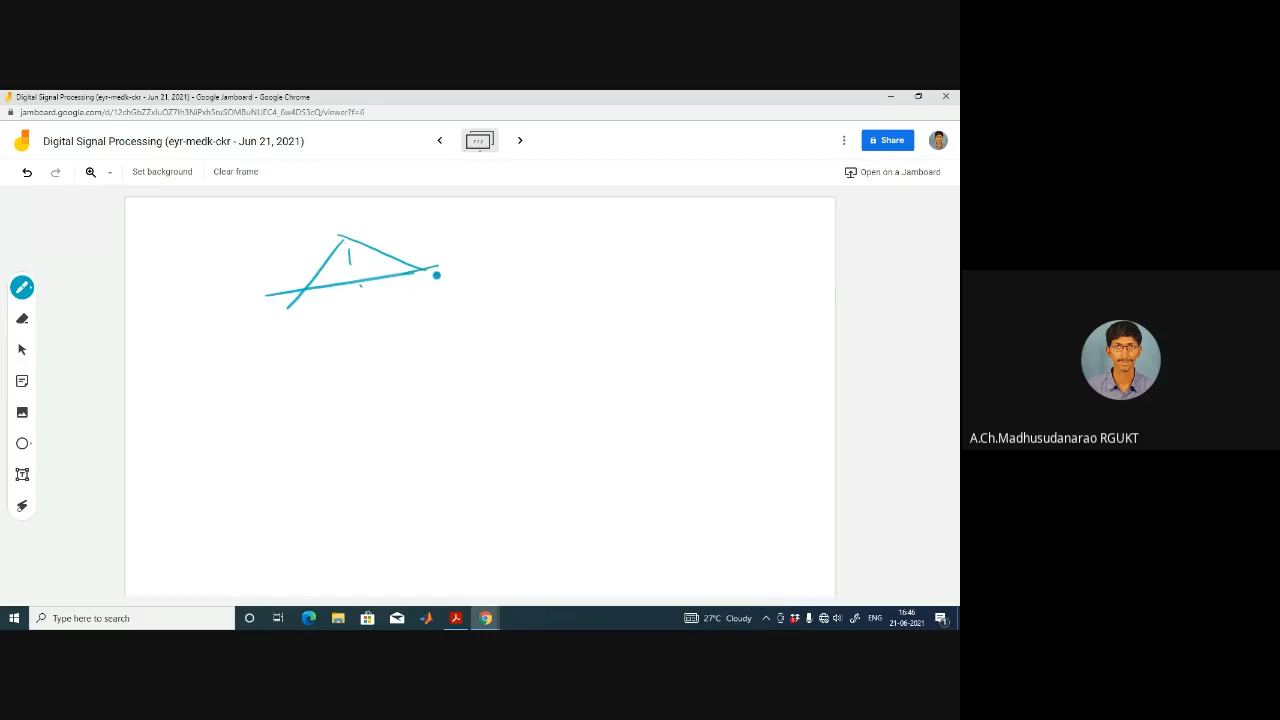 Digital Signal Processing (eyr-medk-ckr - Jun 21, 2021) - Google Jamboard - Google Chrome
Digital Signal Processing (eyr-medk-ckr - Jun 21, 2021)
Share
Set background
Clear frame
Open on a Jamboard
A.Ch.Madhusudanarao RGUKT
Type here to search
27°C Cloudy
ENG
16:46
21-06-2021